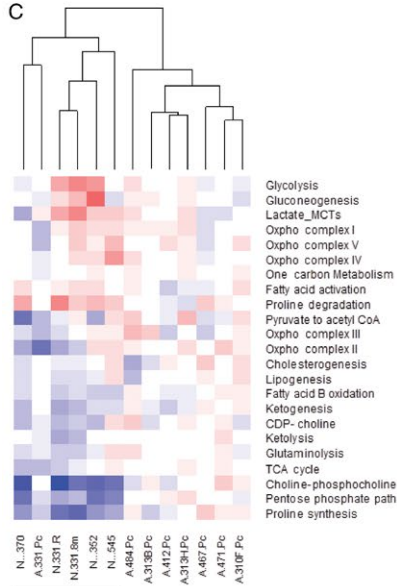 C
Glycolysis
Gluconeogenesis
Lactate_MCTs
Oxpho complex I
Oxpho complex V
Oxpho complex IV
One carbon Metabolism
Fatty acid activation
Proline degradation
Pyruvate to acetyl CoA
Oxpho complex III
Oxpho complex II
Cholesterogenesis
Lipogenesis
Fatty acid B oxidation
Ketogenesis
CDP- choline
Ketolysis
Glutaminolysis
TCA cycle
Choline-phosphocholine
Pentose phosphate path
Proline synthesis
N...370
A.331.Pc
N.331.R
N.331.8m
N...352
N...545
A.484.Pc
A.313B.Pc
A.412.Pc
A.313H.Pc
A.467.Pc
A.471.Pc
A.310F.Pc